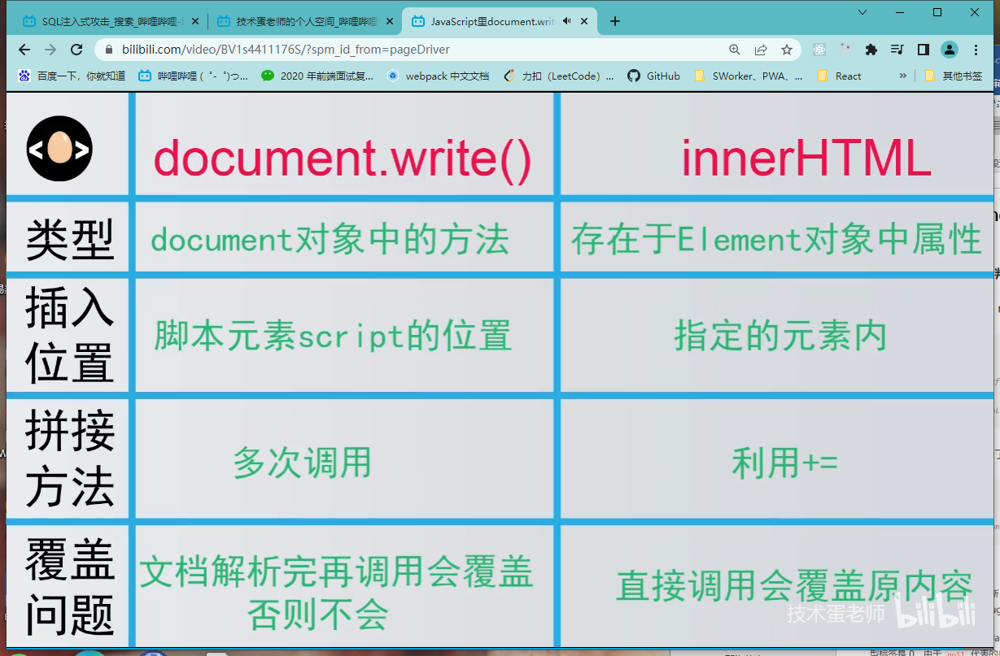 SQL注入式攻击_搜索_哔哩哔哩
技术蛋老师的个人空间_哔哩哔哩
JavaScript里document.writ
bilibili.com/video/BV1s4411176S/?spm_id_from=pageDriver
百度一下，你就知道
哔哩哔哩 (゜-゜)つ...
2020 年前端面试复...
webpack 中文文档
力扣（LeetCode）...
GitHub
SWorker、PWA、...
React
»
其他书签
< >
document.write()
innerHTML
类型
document对象中的方法
存在于Element对象中属性
插入
位置
脚本元素script的位置
指定的元素内
拼接
方法
多次调用
利用+=
覆盖
问题
文档解析完再调用会覆盖
否则不会
直接调用会覆盖原内容
技术蛋老师 bilibili